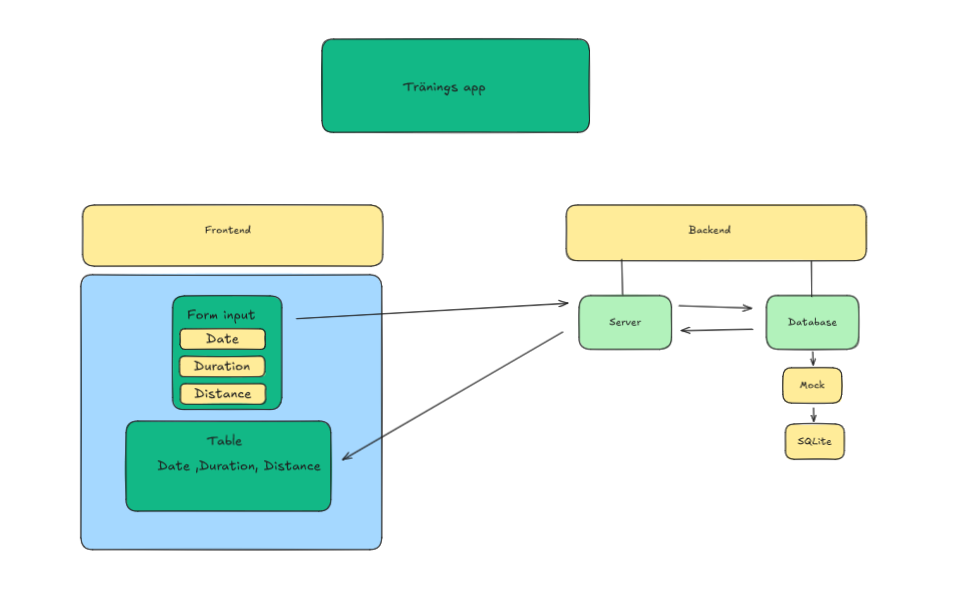 Tränings app
Frontend
Backend
Form input
Date
Duration
Distance
Server
Database
Mock
SQLite
Table
Date ,Duration, Distance